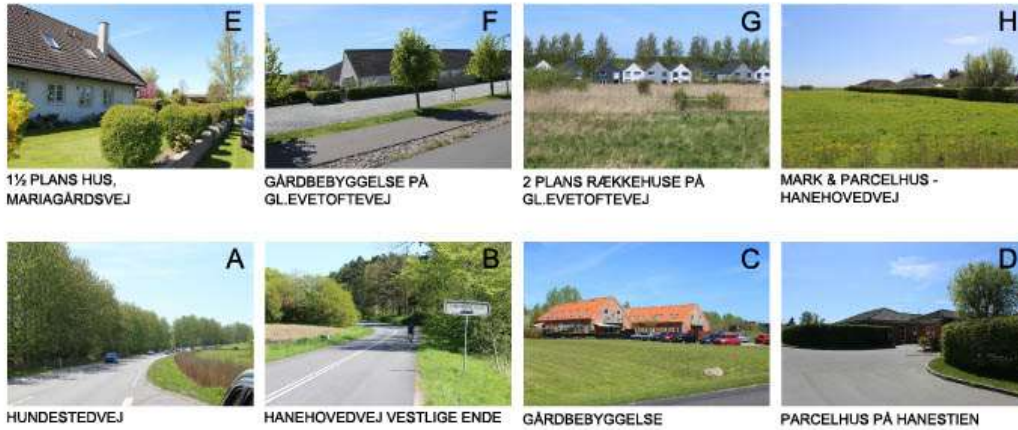 E
F
G
H
1½ PLANS HUS,
MARIAGÅRDSVEJ
GÅRDBEBYGGELSE PÅ
GL.EVETOFTEVEJ
2 PLANS RÆKKEHUSE PÅ
GL.EVETOFTEVEJ
MARK & PARCELHUS -
HANEHOVEDVEJ
A
B
C
D
HUNDESTEDVEJ
HANEHOVEDVEJ VESTLIGE ENDE
GÅRDBEBYGGELSE
PARCELHUS PÅ HANESTIEN